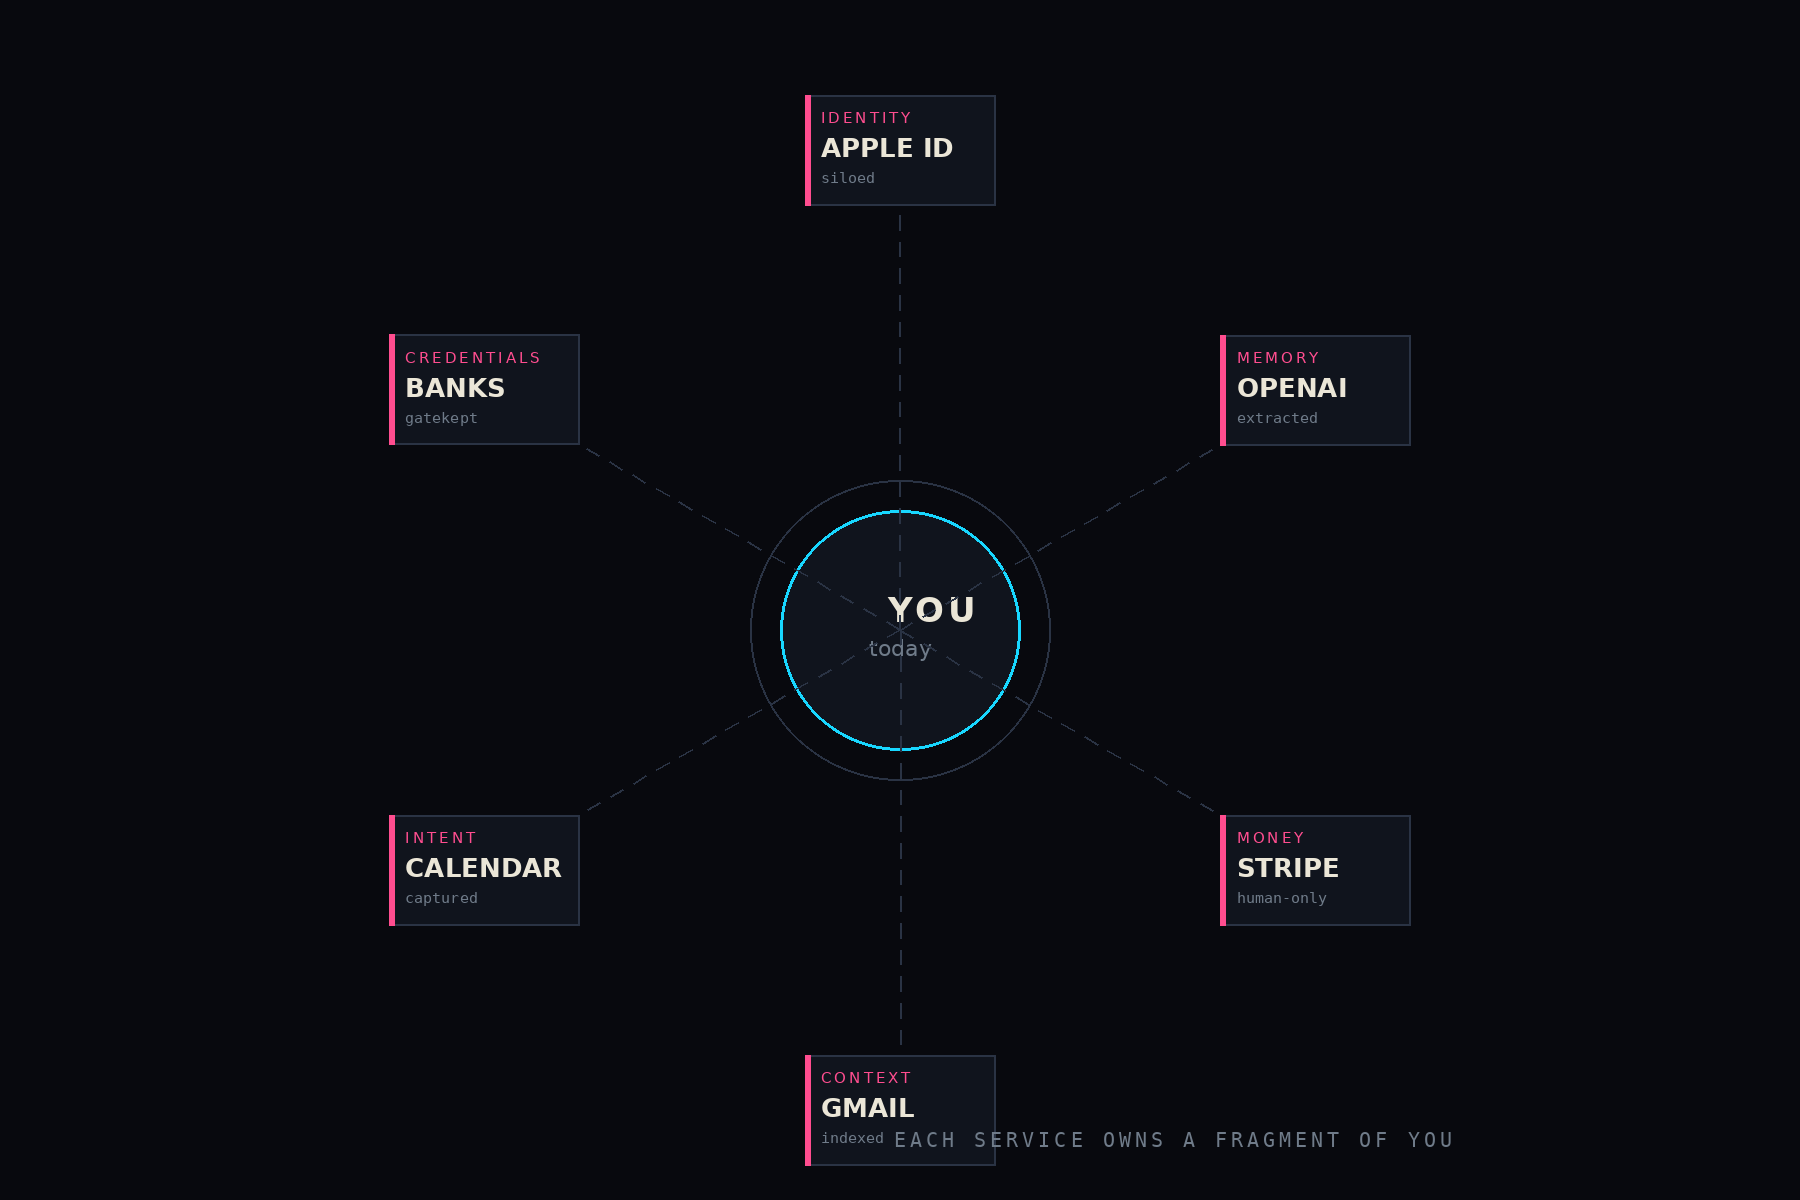 IDENTITY
APPLE ID
siloed
CREDENTIALS
BANKS
gatekept
MEMORY
OPENAI
extracted
YOU
today
INTENT
CALENDAR
captured
MONEY
STRIPE
human-only
CONTEXT
GMAIL
indexed
EACH SERVICE OWNS A FRAGMENT OF YOU